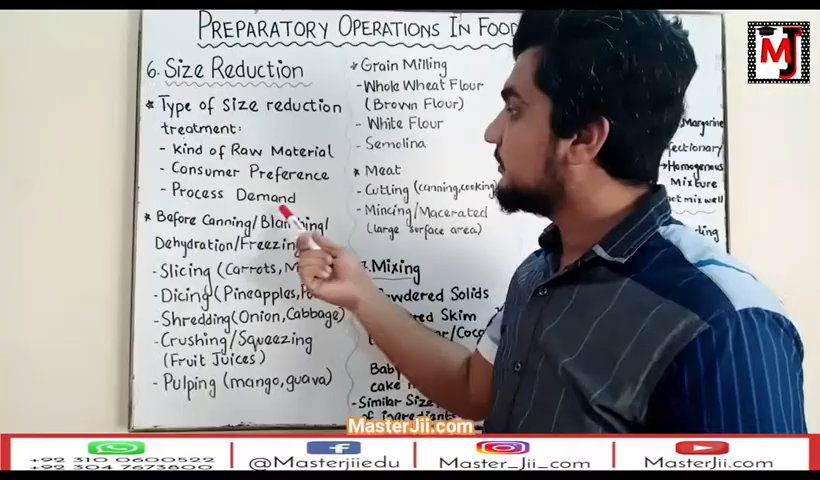 PREPARATORY OPERATIONS IN FOOD
6. Size Reduction
* Type of Size reduction
treatment:
- Kind of Raw Material
- Consumer Preference
- Process Demand
* Before Canning/Blanching/
Dehydration/Freezing
- Slicing (Carrots,
- Dicing (Pineapples,
- Shredding (Onion, Cabbage)
- Crushing/Squeezing
(Fruit Juices)
- Pulping (mango, guava)
* Grain Milling
- Whole Wheat Flour
(Brown Flour)
- White Flour
- Semolina
* Meat
- Cutting (canning, cooking)
- Mincing/Macerated
(large surface area)
7. Mixing
Powdered Solids
Skim
Baby
cake
- Similar Size
of ingredients
Margarine
Homogenous
Mixture
not mix well
MJ
MasterJii.com
+92 310 0600522
+92 304 7673800
@Masterjiiedu
Master_Jii_com
MasterJii.com